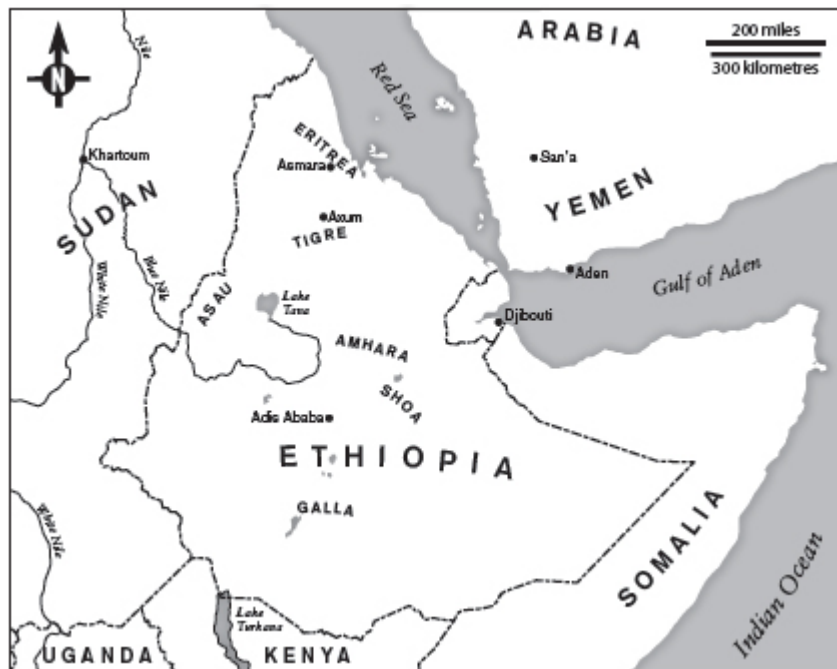 ARABIA
200 miles
300 kilometres
N
Nile
Red Sea
Khartoum
ERITREA
Asmara
San'a
YEMEN
SUDAN
Axum
TIGRE
White Nile
Blue Nile
ASAU
Lake
Tana
Aden
Gulf of Aden
Djibouti
AMHARA
SHOA
Adis Ababa
ETHIOPIA
GALLA
White Nile
SOMALIA
Indian Ocean
Lake
Turkana
UGANDA
KENYA